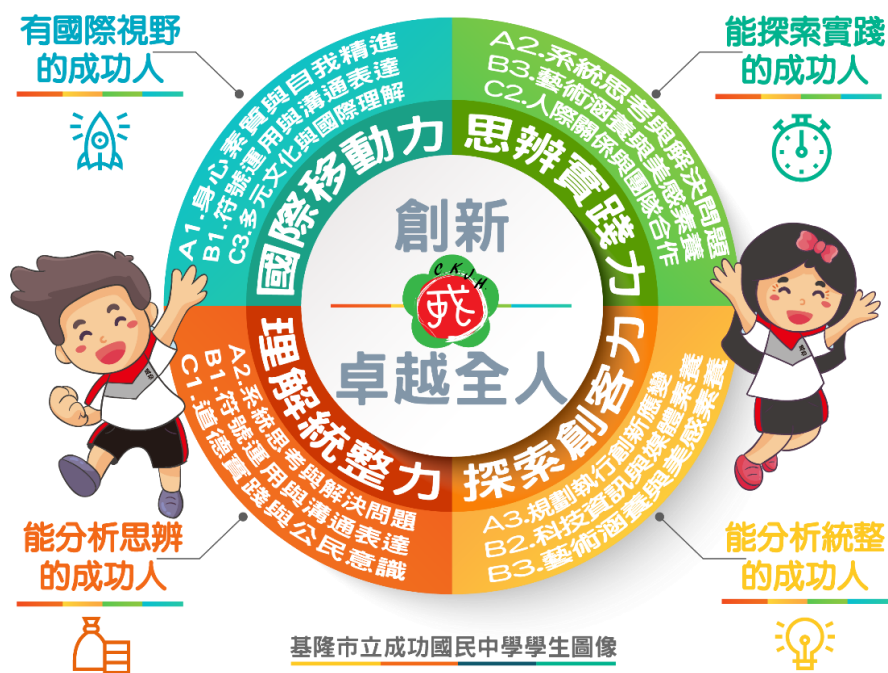 有國際視野
的成功人
能探索實踐
的成功人
A1.身心素質與自我精進
B1.符號運用與溝通表達
C3.多元文化與國際理解
國際移動力
A2.系統思考與解決問題
B3.藝術涵養與美感素養
C2.人際關係與團隊合作
思辨實踐力
創新
CKJH
成
卓越全人
理解統整力
A2.系統思考與解決問題
B1.符號運用與溝通表達
C1.道德實踐與公民意識
探索創客力
A3.規劃執行創新應變
B2.科技資訊與媒體素養
B3.藝術涵養與美感素養
能分析思辨
的成功人
能分析統整
的成功人
基隆市立成功國民中學學生圖像